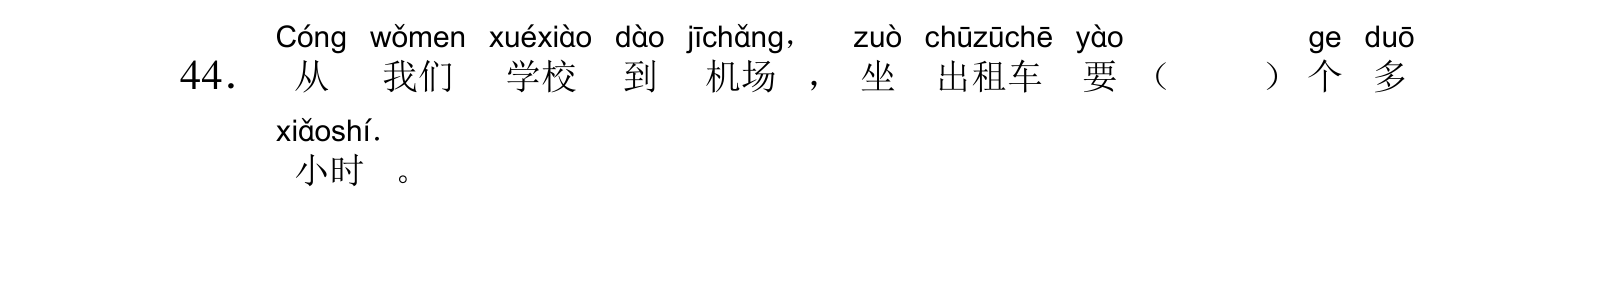 Cóng wǒmen xuéxiào dào jīchǎng, zuò chūzūchē yào ge duō
44. 从 我们 学校 到 机场 ， 坐 出租车 要 （ ） 个 多
xiǎoshí.
小时 。